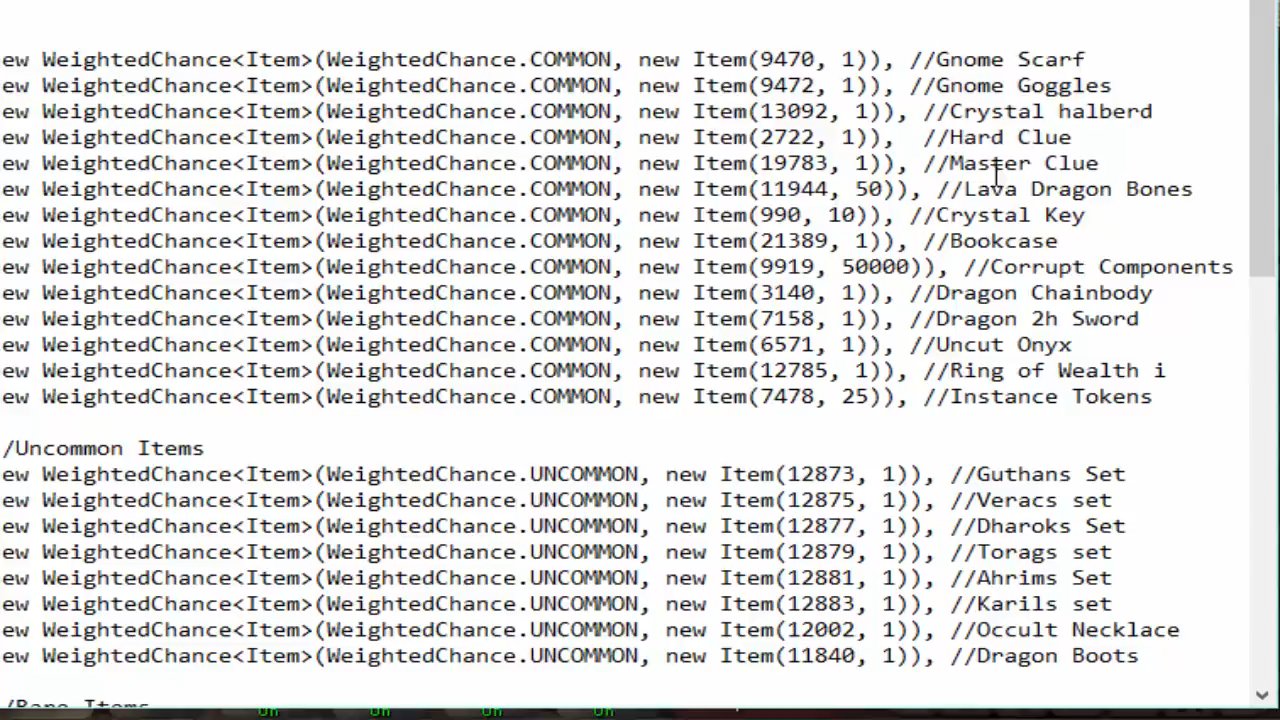 ew WeightedChance<Item>(WeightedChance.COMMON, new Item(9470, 1)), //Gnome Scarf
ew WeightedChance<Item>(WeightedChance.COMMON, new Item(9472, 1)), //Gnome Goggles
ew WeightedChance<Item>(WeightedChance.COMMON, new Item(13092, 1)), //Crystal halberd
ew WeightedChance<Item>(WeightedChance.COMMON, new Item(2722, 1)),  //Hard Clue
ew WeightedChance<Item>(WeightedChance.COMMON, new Item(19783, 1)), //Master Clue
ew WeightedChance<Item>(WeightedChance.COMMON, new Item(11944, 50)), //Lava Dragon Bones
ew WeightedChance<Item>(WeightedChance.COMMON, new Item(990, 10)), //Crystal Key
ew WeightedChance<Item>(WeightedChance.COMMON, new Item(21389, 1)), //Bookcase
ew WeightedChance<Item>(WeightedChance.COMMON, new Item(9919, 50000)), //Corrupt Components
ew WeightedChance<Item>(WeightedChance.COMMON, new Item(3140, 1)), //Dragon Chainbody
ew WeightedChance<Item>(WeightedChance.COMMON, new Item(7158, 1)), //Dragon 2h Sword
ew WeightedChance<Item>(WeightedChance.COMMON, new Item(6571, 1)), //Uncut Onyx
ew WeightedChance<Item>(WeightedChance.COMMON, new Item(12785, 1)), //Ring of Wealth i
ew WeightedChance<Item>(WeightedChance.COMMON, new Item(7478, 25)), //Instance Tokens
/Uncommon Items
ew WeightedChance<Item>(WeightedChance.UNCOMMON, new Item(12873, 1)), //Guthans Set
ew WeightedChance<Item>(WeightedChance.UNCOMMON, new Item(12875, 1)), //Veracs set
ew WeightedChance<Item>(WeightedChance.UNCOMMON, new Item(12877, 1)), //Dharoks Set
ew WeightedChance<Item>(WeightedChance.UNCOMMON, new Item(12879, 1)), //Torags set
ew WeightedChance<Item>(WeightedChance.UNCOMMON, new Item(12881, 1)), //Ahrims Set
ew WeightedChance<Item>(WeightedChance.UNCOMMON, new Item(12883, 1)), //Karils set
ew WeightedChance<Item>(WeightedChance.UNCOMMON, new Item(12002, 1)), //Occult Necklace
ew WeightedChance<Item>(WeightedChance.UNCOMMON, new Item(11840, 1)), //Dragon Boots
/Rare Items